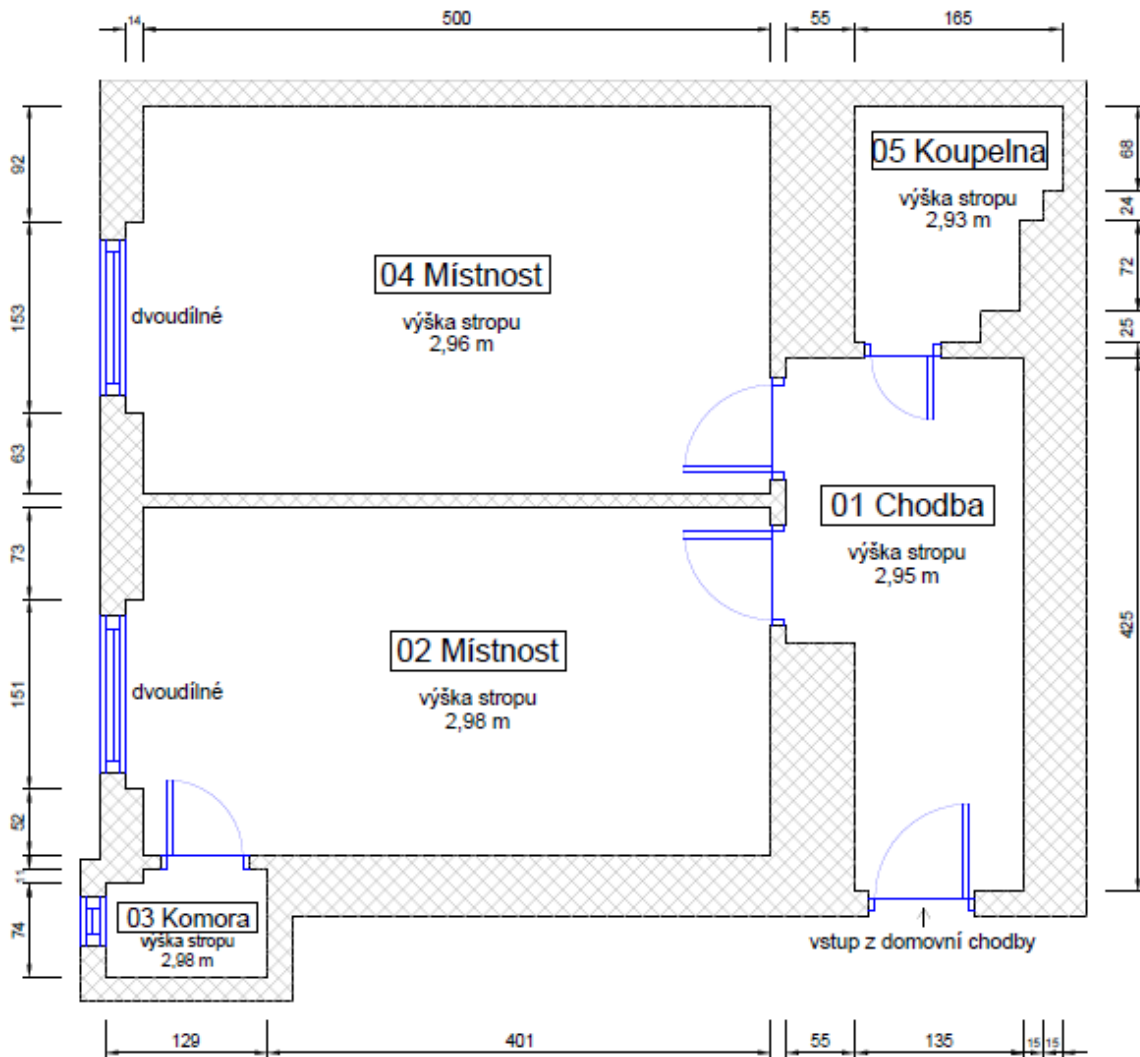 14
500
55
165
92
153
63
73
151
52
11
74
68
24
72
25
425
05 Koupelna
výška stropu
2,93 m
04 Místnost
výška stropu
2,96 m
dvoudílné
01 Chodba
výška stropu
2,95 m
02 Místnost
výška stropu
2,98 m
dvoudílné
03 Komora
výška stropu
2,98 m
vstup z domovní chodby
129
401
55
135
15
15